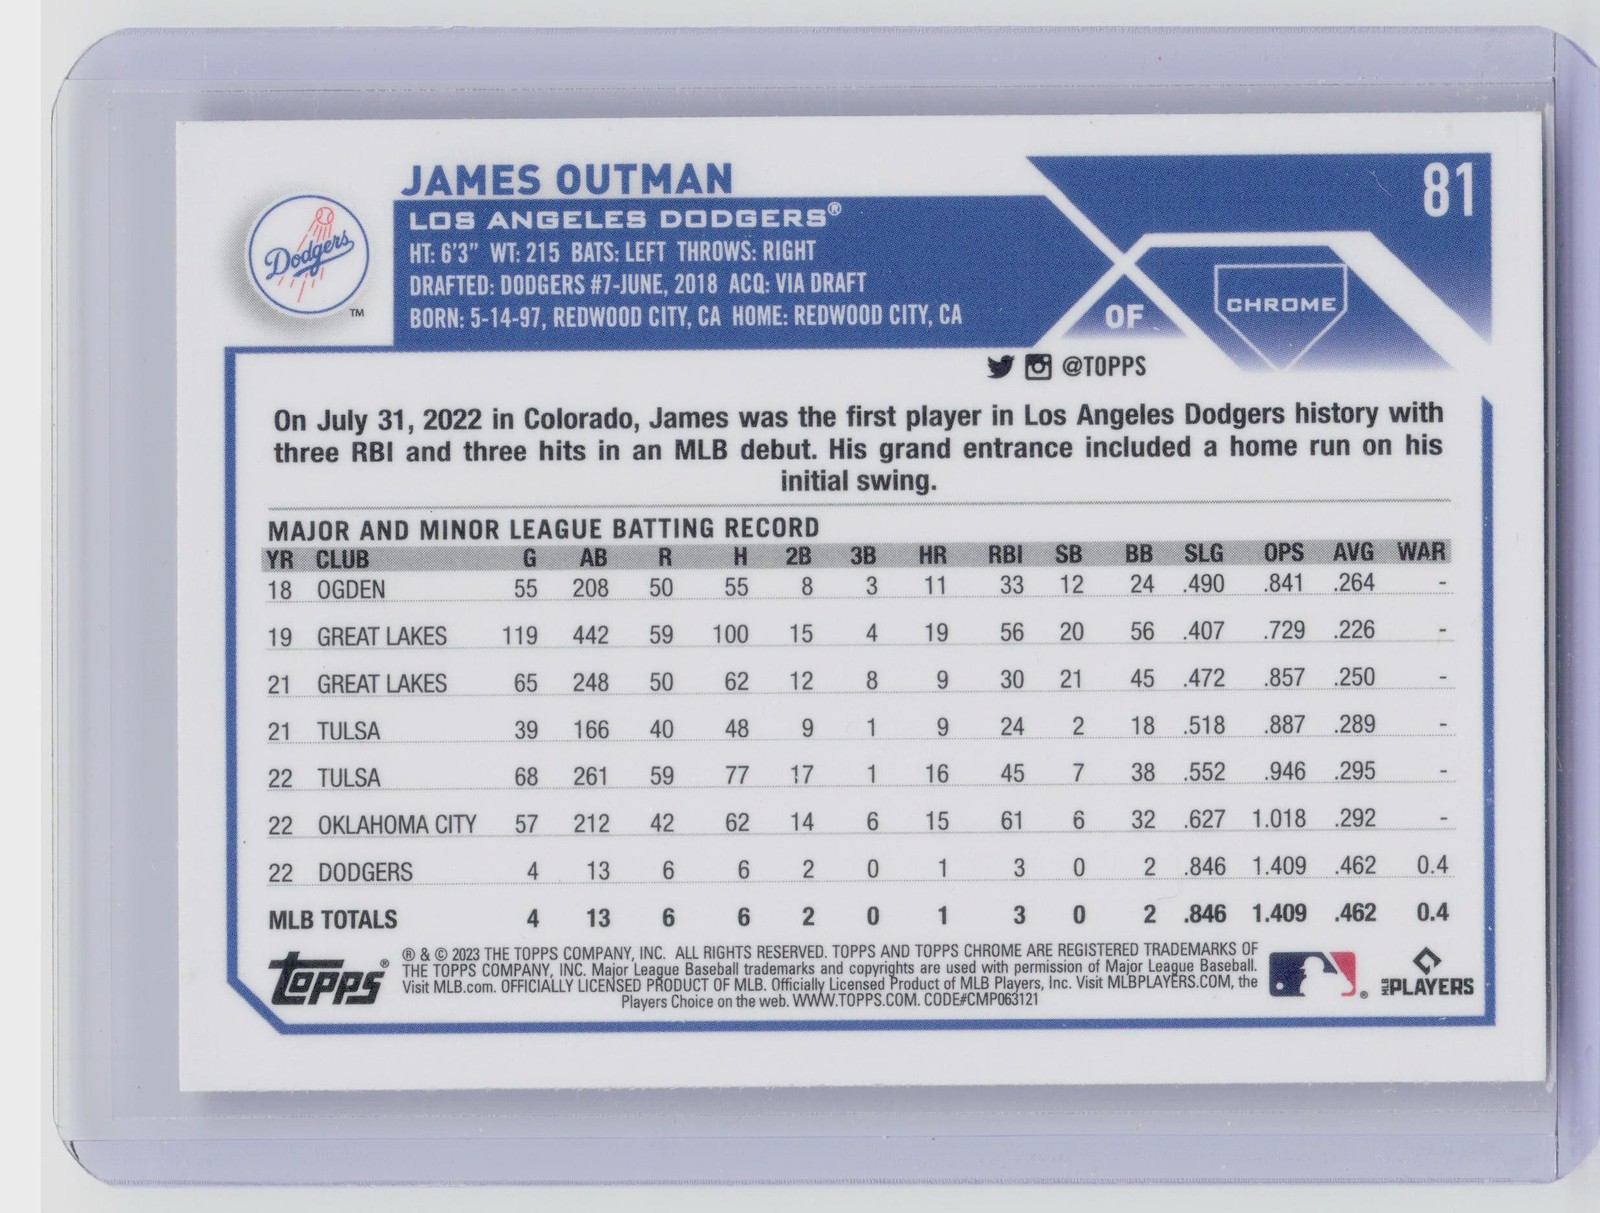 JAMES OUTMAN
81
Dodgers
TM
LOS ANGELES DODGERS®
HT: 6'3" WT: 215 BATS: LEFT THROWS: RIGHT
DRAFTED: DODGERS #7-JUNE, 2018 ACQ: VIA DRAFT
BORN: 5-14-97, REDWOOD CITY, CA HOME: REDWOOD CITY, CA
OF
CHROME
@TOPPS
On July 31, 2022 in Colorado, James was the first player in Los Angeles Dodgers history with
three RBI and three hits in an MLB debut. His grand entrance included a home run on his
initial swing.
MAJOR AND MINOR LEAGUE BATTING RECORD
YR CLUB G AB R H 2B 3B HR RBI SB BB SLG OPS AVG WAR
18 OGDEN 55 208 50 55 8 3 11 33 12 24 .490 .841 .264 -
19 GREAT LAKES 119 442 59 100 15 4 19 56 20 56 .407 .729 .226 -
21 GREAT LAKES 65 248 50 62 12 8 9 30 21 45 .472 .857 .250 -
21 TULSA 39 166 40 48 9 1 9 24 2 18 .518 .887 .289 -
22 TULSA 68 261 59 77 17 1 16 45 7 38 .552 .946 .295 -
22 OKLAHOMA CITY 57 212 42 62 14 6 15 61 6 32 .627 1.018 .292 -
22 DODGERS 4 13 6 6 2 0 1 3 0 2 .846 1.409 .462 0.4
MLB TOTALS 4 13 6 6 2 0 1 3 0 2 .846 1.409 .462 0.4
Topps®
® & © 2023 THE TOPPS COMPANY, INC. ALL RIGHTS RESERVED. TOPPS AND TOPPS CHROME ARE REGISTERED TRADEMARKS OF
THE TOPPS COMPANY, INC. Major League Baseball trademarks and copyrights are used with permission of Major League Baseball.
Visit MLB.com. OFFICIALLY LICENSED PRODUCT OF MLB. Officially Licensed Product of MLB Players, Inc. Visit MLBPLAYERS.COM, the
Players Choice on the web. WWW.TOPPS.COM. CODE#CMP063121
®
MLB PLAYERS